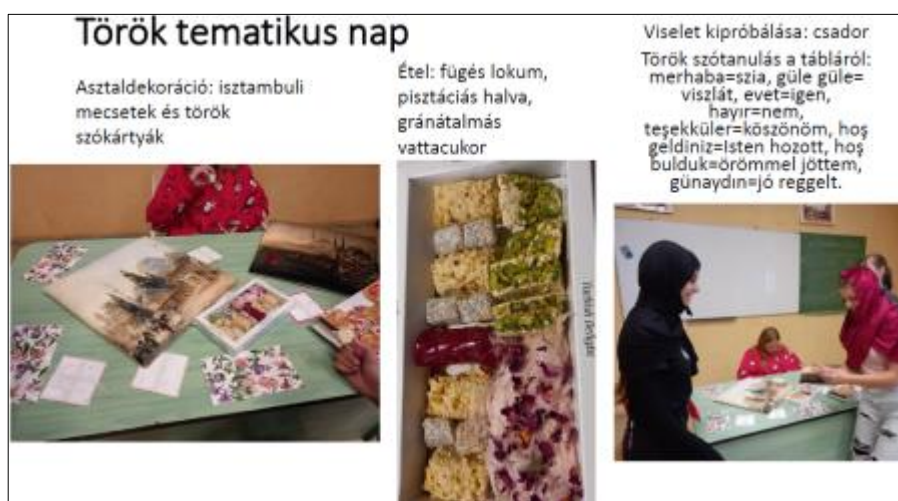 Török tematikus nap
Asztaldekoráció: isztambuli
mecsetek és török
szókártyák
Étel: fügés lokum,
pisztáciás halva,
gránátalmás
vattacukor
Viselet kipróbálása: csador
Török szótanulás a tábláról:
merhaba=szia, güle güle=
viszlát, evet=igen,
hayır=nem,
teşekküler=köszönöm, hoş
geldiniz=Isten hozott, hoş
bulduk=örömmel jöttem,
günaydın=jó reggelt.
Turkish Delight